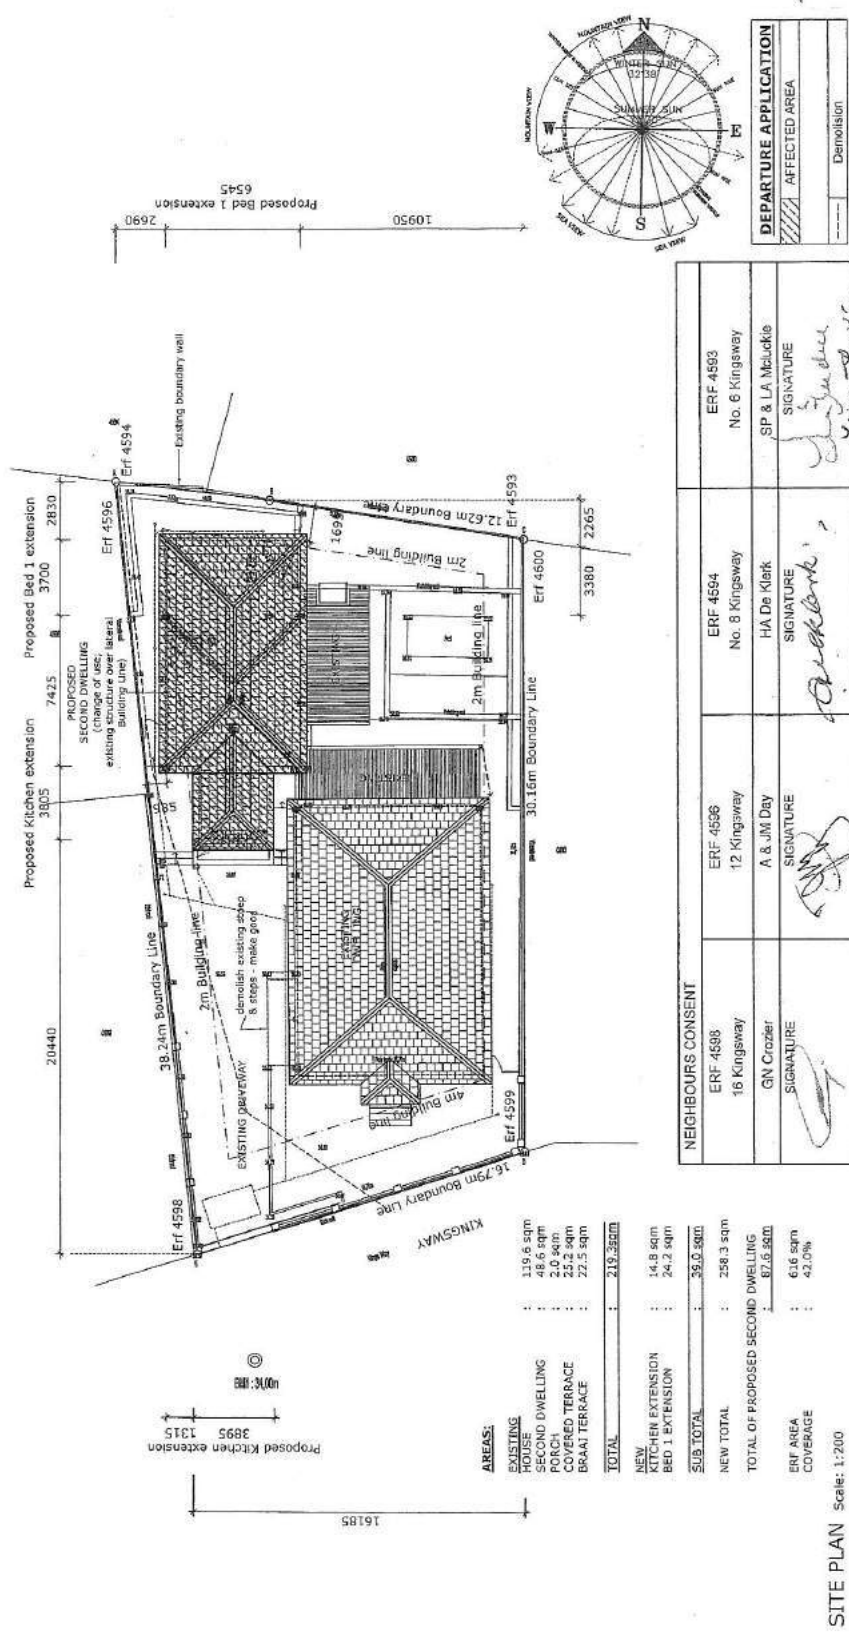 Proposed Kitchen extension
Proposed Bed 1 extension
20440
3805
7425
3700
2830
PROPOSED
SECOND DWELLING
(change of use;
existing structure over lateral
Building Line)
Erf 4598
Erf 4596
Erf 4594
Existing boundary wall
38.24m Boundary Line
2m Building line
EXISTING DRIVEWAY
demolish existing stoep
& steps - make good
585
EXISTING
DWELLING
EXISTING
EXISTING
1695
2m Building line
12.62m Boundary Line
2m Building line
4m Building line
16.79m Boundary Line
KINGSWAY
Erf 4599
30.16m Boundary Line
Erf 4600
Erf 4593
3380
2265
2690
Proposed Bed 1 extension
6545
10950
1315
3895
Proposed Kitchen extension
16185
N
E
S
W
WINTER SUN
SUMMER SUN
MOUNTAIN VIEW
MOUNTAIN VIEW
SEA VIEW
SEA VIEW
DEPARTURE APPLICATION
AFFECTED AREA
Demolision
AREAS:
EXISTING
HOUSE : 119.6 sqm
SECOND DWELLING : 48.6 sqm
PORCH : 2.0 sqm
COVERED TERRACE : 25.2 sqm
BRAAI TERRACE : 22.5 sqm
TOTAL : 219.3sqm
NEW
KITCHEN EXTENSION : 14.8 sqm
BED 1 EXTENSION : 24.2 sqm
SUB TOTAL : 39.0 sqm
NEW TOTAL : 258.3 sqm
TOTAL OF PROPOSED SECOND DWELLING
: 87.6 sqm
ERF AREA : 616 sqm
COVERAGE : 42.0%
NEIGHBOURS CONSENT
ERF 4598 ERF 4596 ERF 4594 ERF 4593
16 Kingsway 12 Kingsway No. 8 Kingsway No. 6 Kingsway
GN Crozier A & JM Day HA De Klerk SP & LA McLuckie
SIGNATURE SIGNATURE SIGNATURE SIGNATURE
SITE PLAN Scale: 1:200